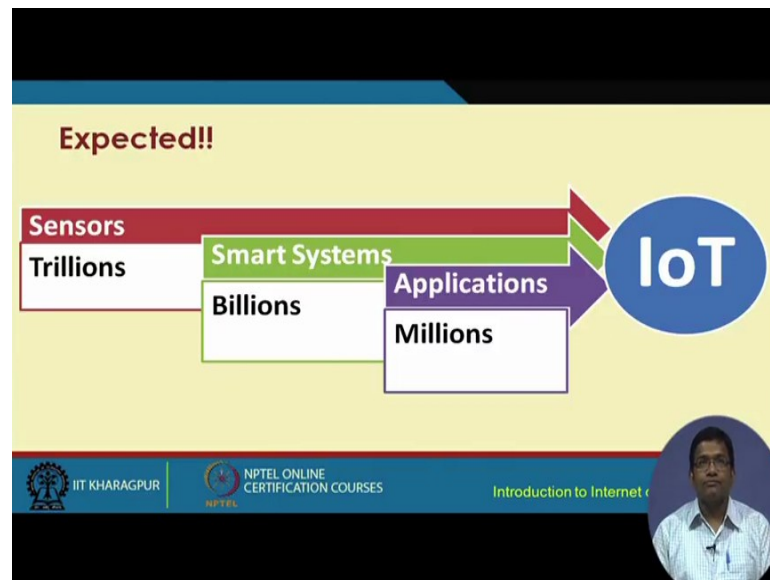 Expected!!
Sensors
Trillions
Smart Systems
Billions
Applications
Millions
IoT
IIT KHARAGPUR
NPTEL
NPTEL ONLINE
CERTIFICATION COURSES
Introduction to Internet